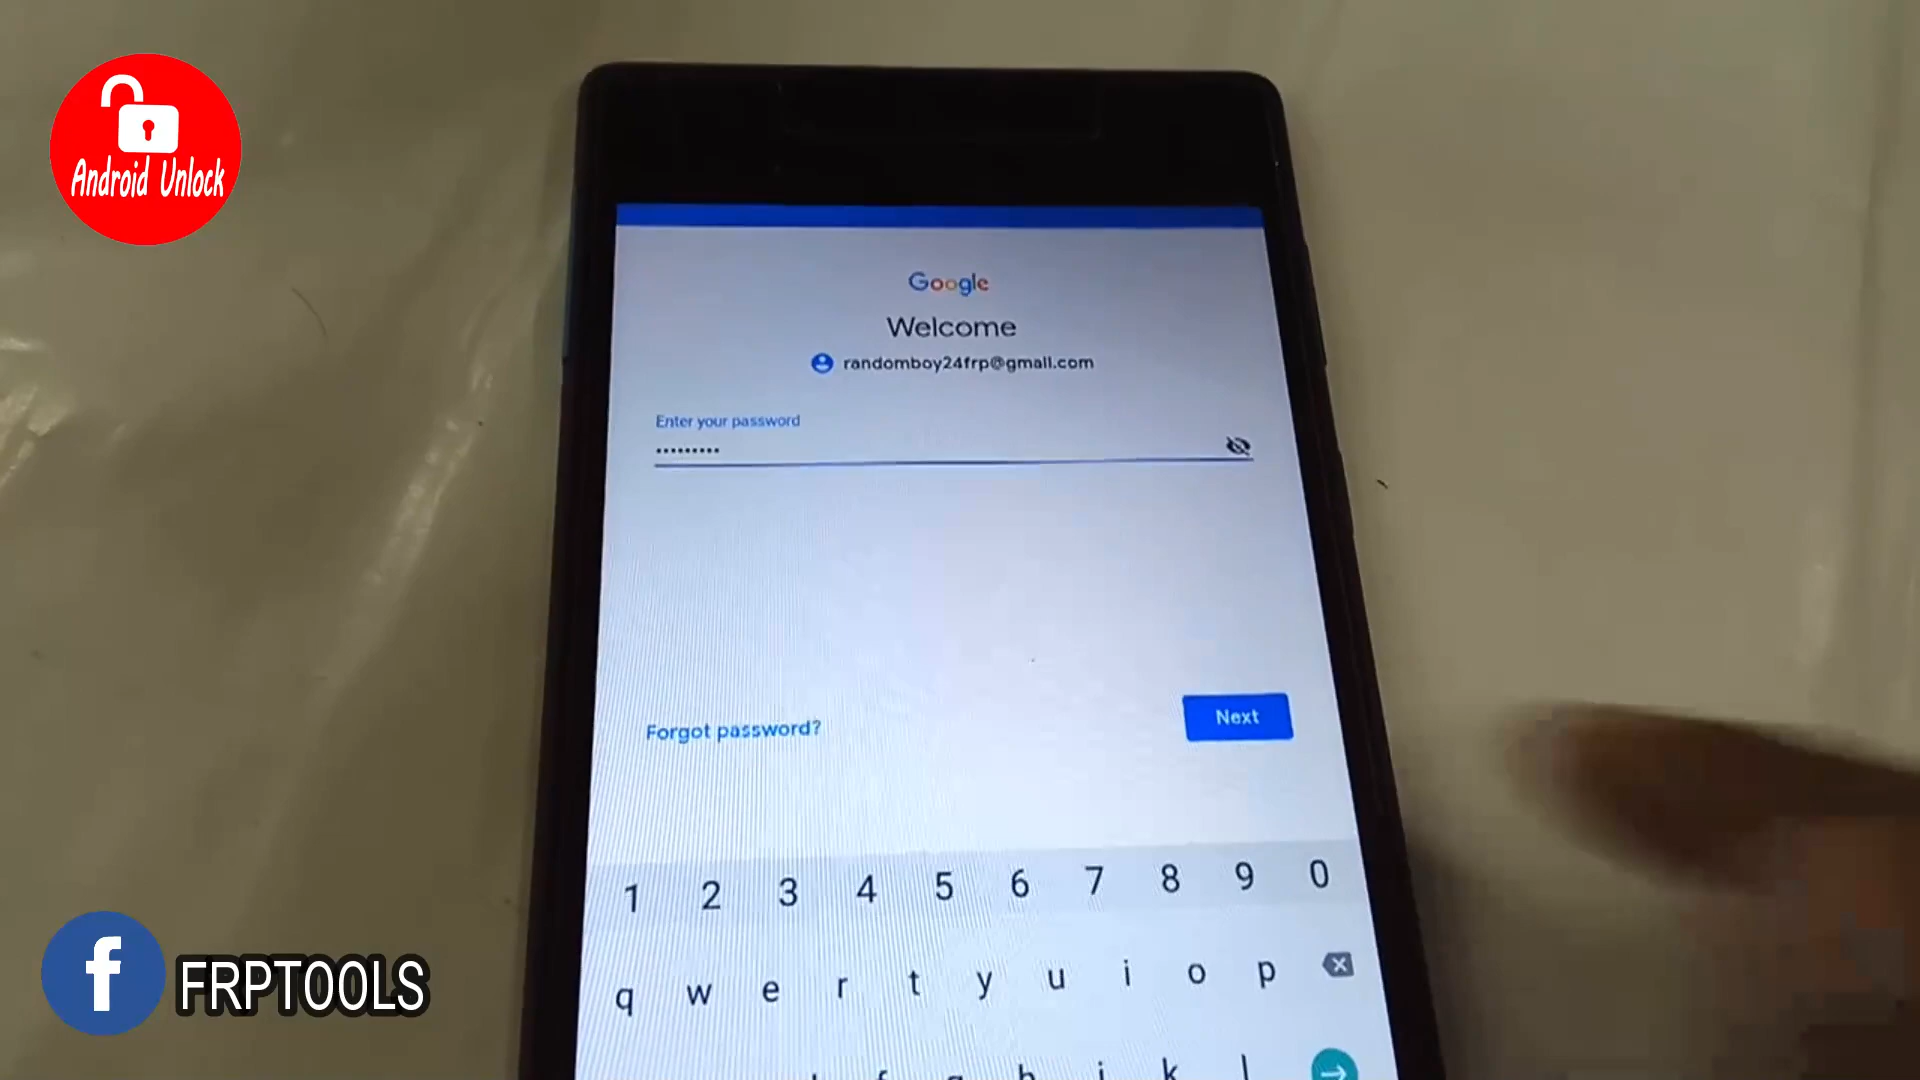 Android Unlock
Google
Welcome
randomboy24frp@gmail.com
Enter your password
•••••••••
Forgot password?
Next
1 2 3 4 5 6 7 8 9 0
q w e r t y u i o p
f g h j k l
f FRPTOOLS